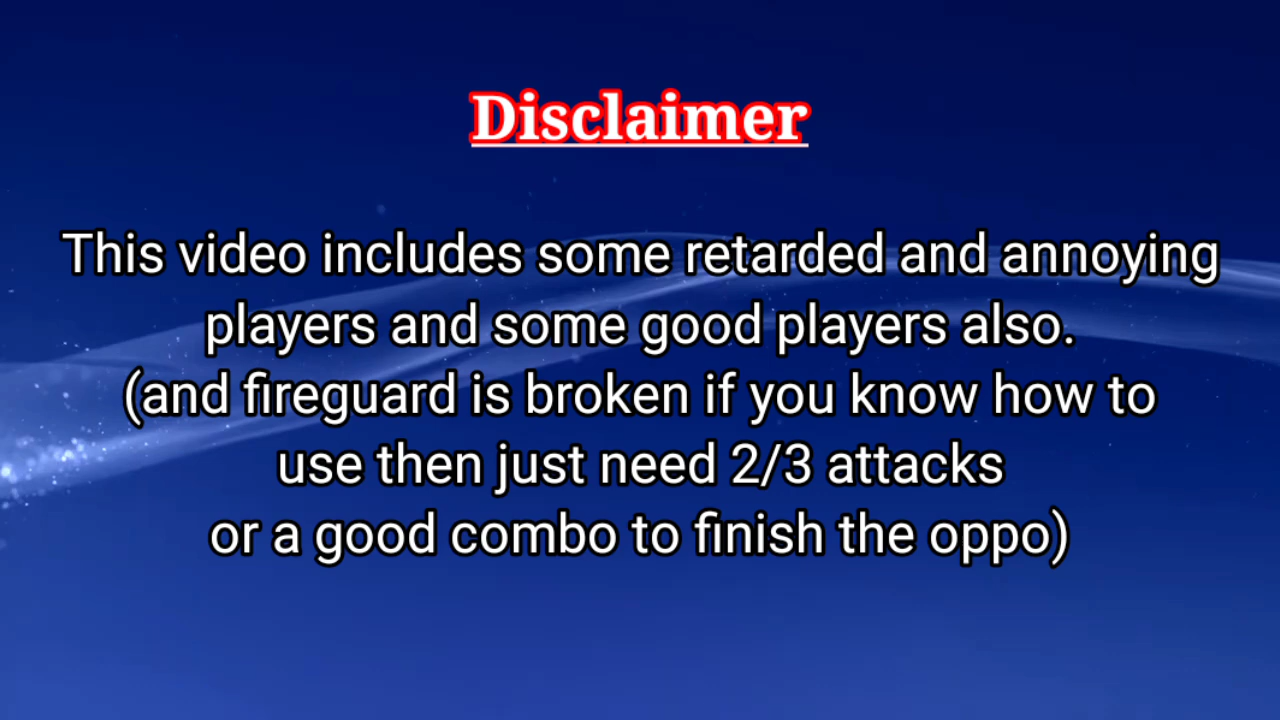 Disclaimer
This video includes some retarded and annoying
players and some good players also.
(and fireguard is broken if you know how to
use then just need 2/3 attacks
or a good combo to finish the oppo)